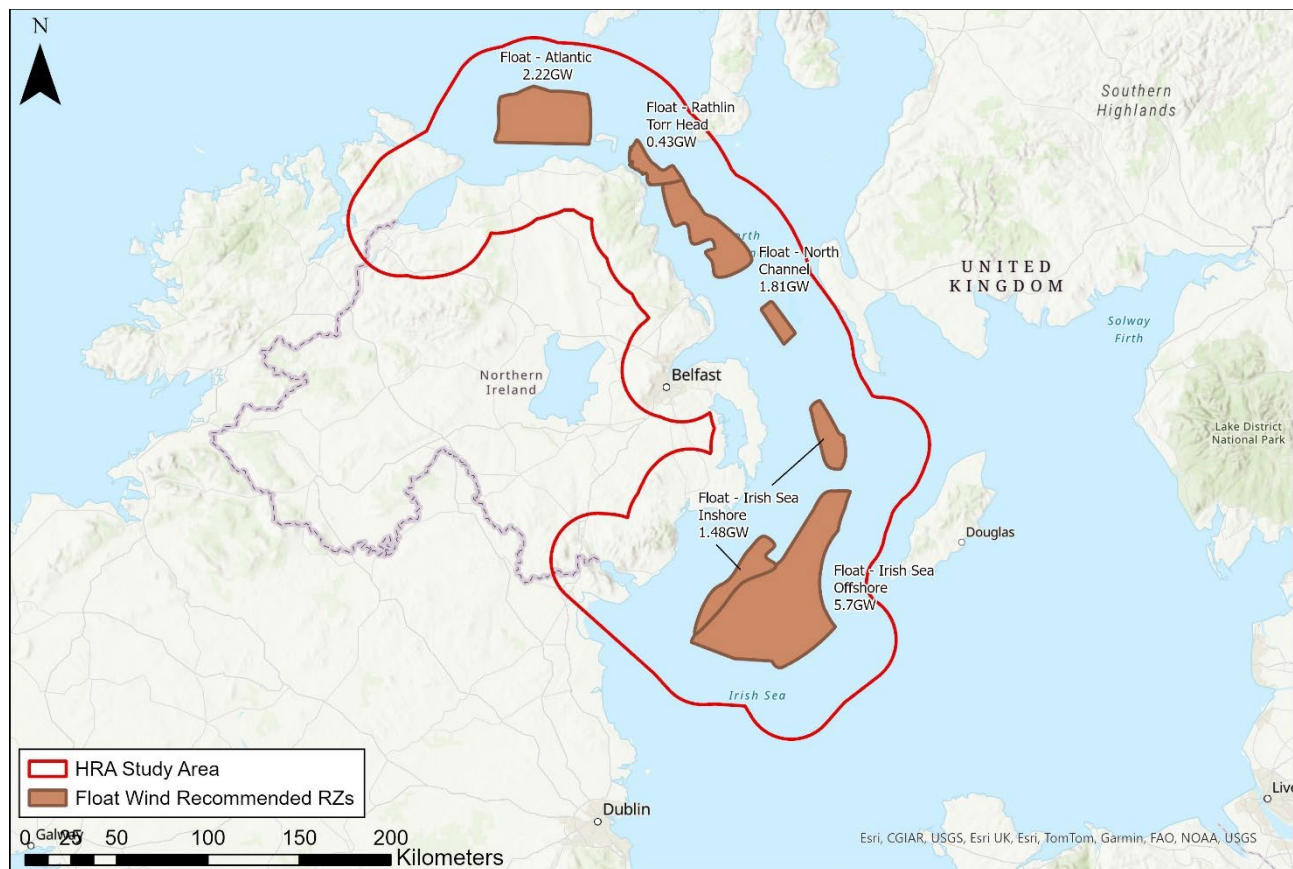 N
Float - Atlantic
2.22GW
Float - Rathlin
Torr Head
0.43GW
Southern
Highlands
Float - North
Channel
1.81GW
UNITED
KINGDOM
Solway
Firth
Northern
Ireland
Belfast
Lake District
National Park
Float - Irish Sea
Inshore
1.48GW
Douglas
Float - Irish Sea
Offshore
5.7GW
Irish Sea
HRA Study Area
Float Wind Recommended RZs
Dublin
Live
0 25 50 100 150 200
Galway
Kilometers
Esri, CGIAR, USGS, Esri UK, Esri, TomTom, Garmin, FAO, NOAA, USGS